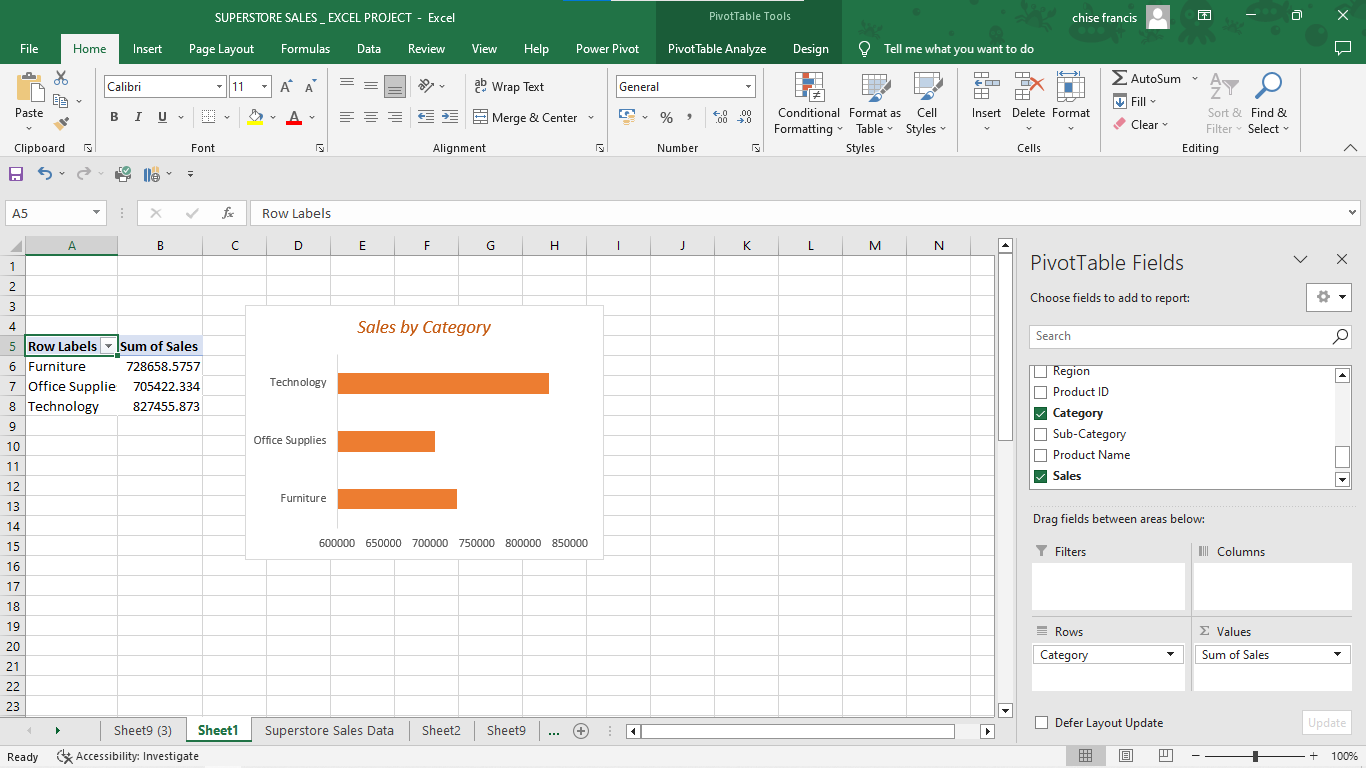 SUPERSTORE SALES _ EXCEL PROJECT - Excel
PivotTable Tools
chise francis
File Home Insert Page Layout Formulas Data Review View Help Power Pivot PivotTable Analyze Design Tell me what you want to do
Paste
Clipboard
Calibri 11 A A
B I U A
Font
ab Wrap Text
Merge & Center
Alignment
General
% ,
Number
Conditional Formatting
Format as Table
Cell Styles
Styles
Insert Delete Format
Cells
AutoSum
Fill
Clear
Sort & Filter
Find & Select
Editing
A5 fx Row Labels
A B C D E F G H I J K L M N
1
2
3
4
5 Row Labels Sum of Sales
6 Furniture 728658.5757
7 Office Supplie 705422.334
8 Technology 827455.873
9
10
11
12
13
14
15
16
17
18
19
20
21
22
23
Sales by Category
Technology
Office Supplies
Furniture
600000 650000 700000 750000 800000 850000
PivotTable Fields
Choose fields to add to report:
Search
Region
Product ID
Category
Sub-Category
Product Name
Sales
Drag fields between areas below:
Filters Columns
Rows Σ Values
Category Sum of Sales
Defer Layout Update Update
Sheet9 (3) Sheet1 Superstore Sales Data Sheet2 Sheet9 ...
Ready Accessibility: Investigate 100%